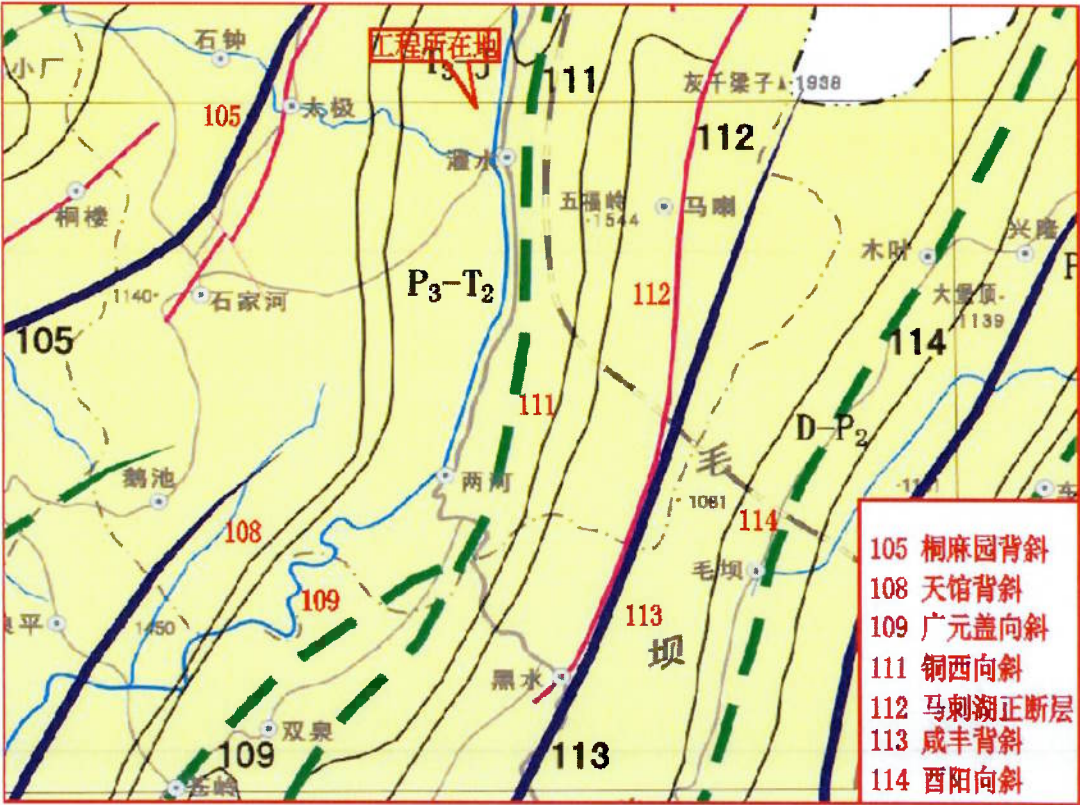 石钟
工程所在地
T₃-J
小厂
111
灰千梁子 1938
105
太极
112
濯水
桐楼
五福岭
1544
马喇
兴隆
木叶
P₃-T₂
112
1140
石家河
大堡顶
1139
105
114
111
D-P₂
毛
鹅池
两河
1081
108
114
109
毛坝
1450
113
坝
黑水
双泉
109
113
苍岭
105 桐麻园背斜
108 天馆背斜
109 广元盖向斜
111 铜西向斜
112 马刺湖正断层
113 咸丰背斜
114 酉阳向斜